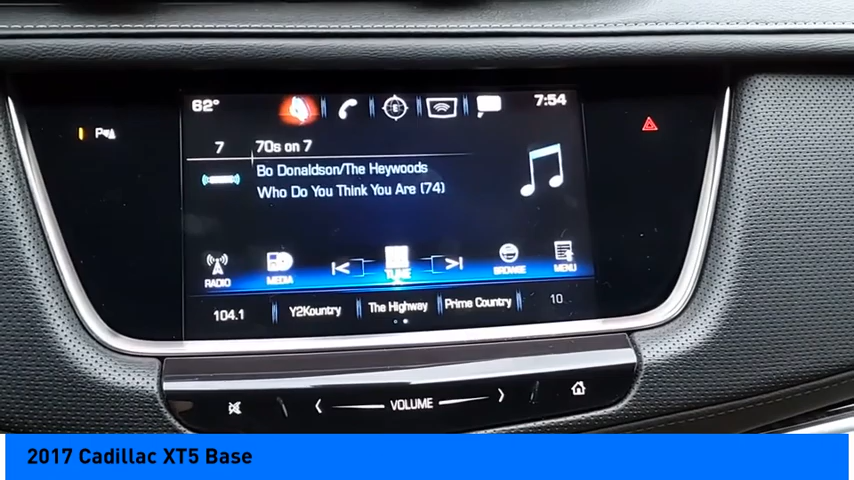 62° 7:54
P
7 70s on 7
Bo Donaldson/The Heywoods
Who Do You Think You Are (74)
RADIO MEDIA TUNE BROWSE MENU
104.1 Y2Kountry The Highway Prime Country 10
VOLUME
2017 Cadillac XT5 Base